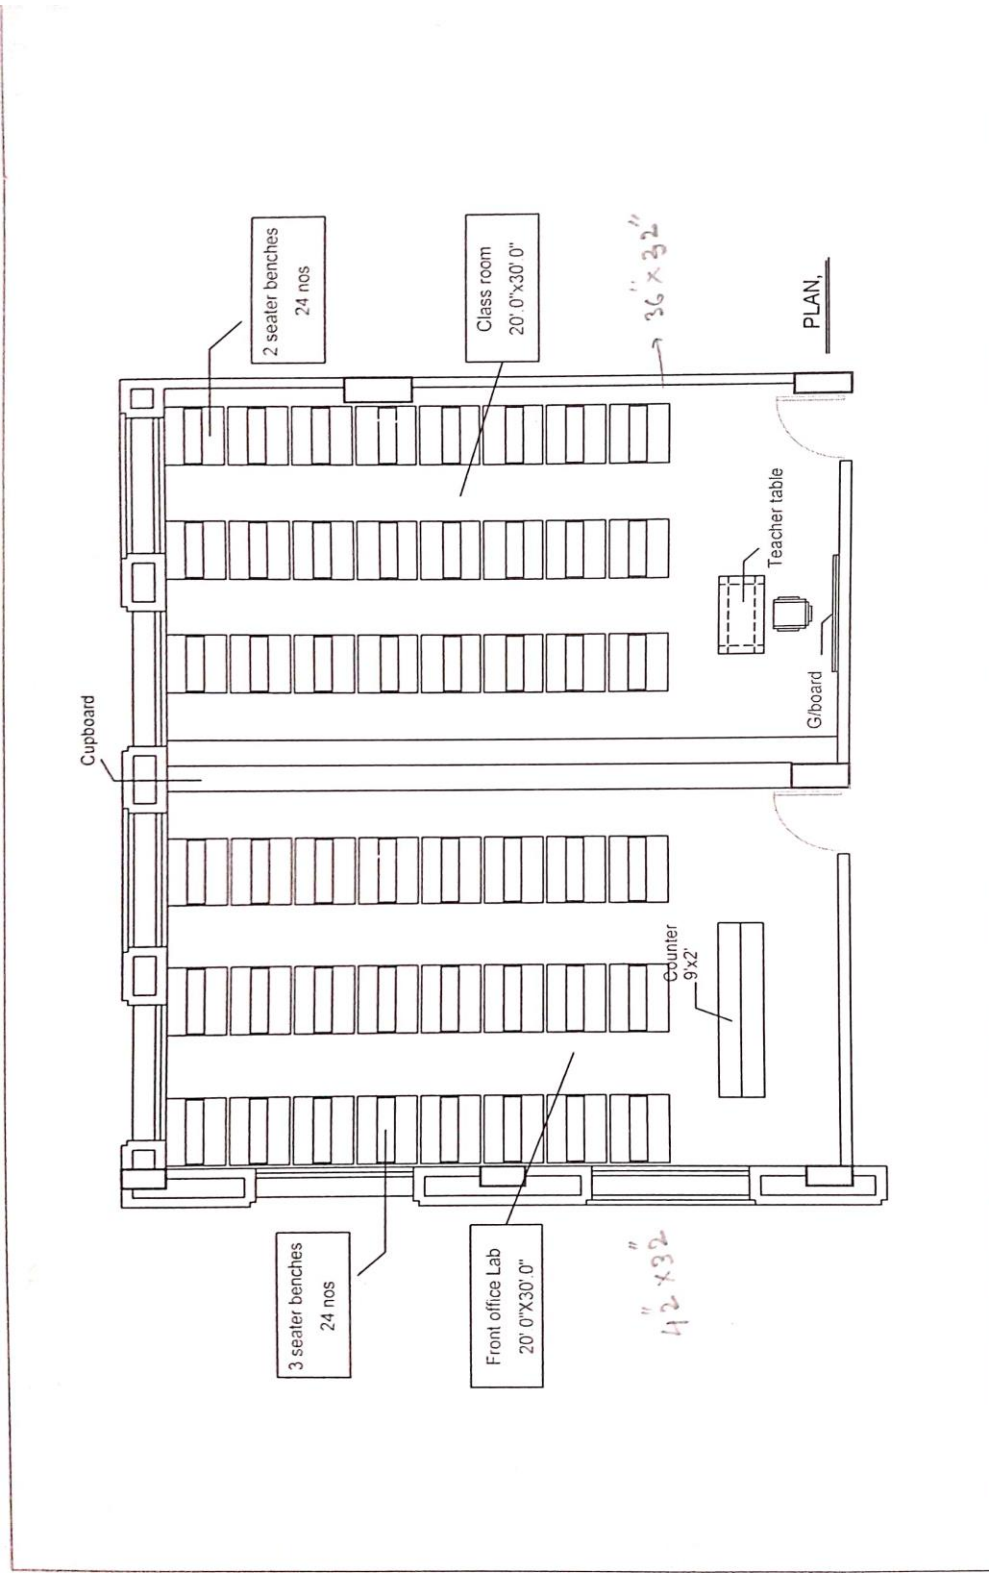 Cupboard
2 seater benches
24 nos
Class room
20'.0"x30'.0"
36" x 32"
PLAN,
Teacher table
G/board
Counter
9'x2'
3 seater benches
24 nos
Front office Lab
20' 0"X30'.0"
42" x 32"